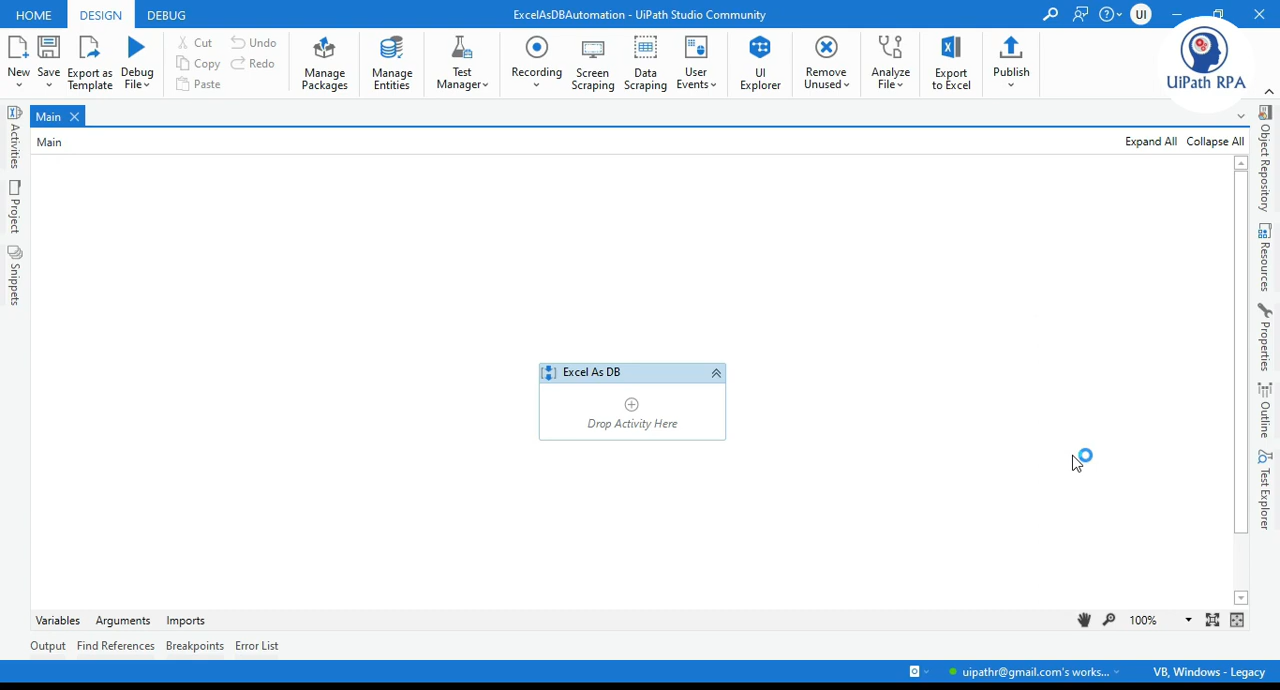 HOME DESIGN DEBUG
ExcelAsDBAutomation - UiPath Studio Community
UI
New
Save
Export as
Template
Debug
File
Cut
Copy
Paste
Undo
Redo
Manage
Packages
Manage
Entities
Test
Manager
Recording
Screen
Scraping
Data
Scraping
User
Events
UI
Explorer
Remove
Unused
Analyze
File
Export
to Excel
Publish
UiPath RPA
Main
Main
Expand All Collapse All
Activities
Project
Snippets
Excel As DB
Drop Activity Here
Object Repository
Resources
Properties
Outline
Test Explorer
Variables Arguments Imports
100%
Output Find References Breakpoints Error List
uipathr@gmail.com's works...
VB, Windows - Legacy